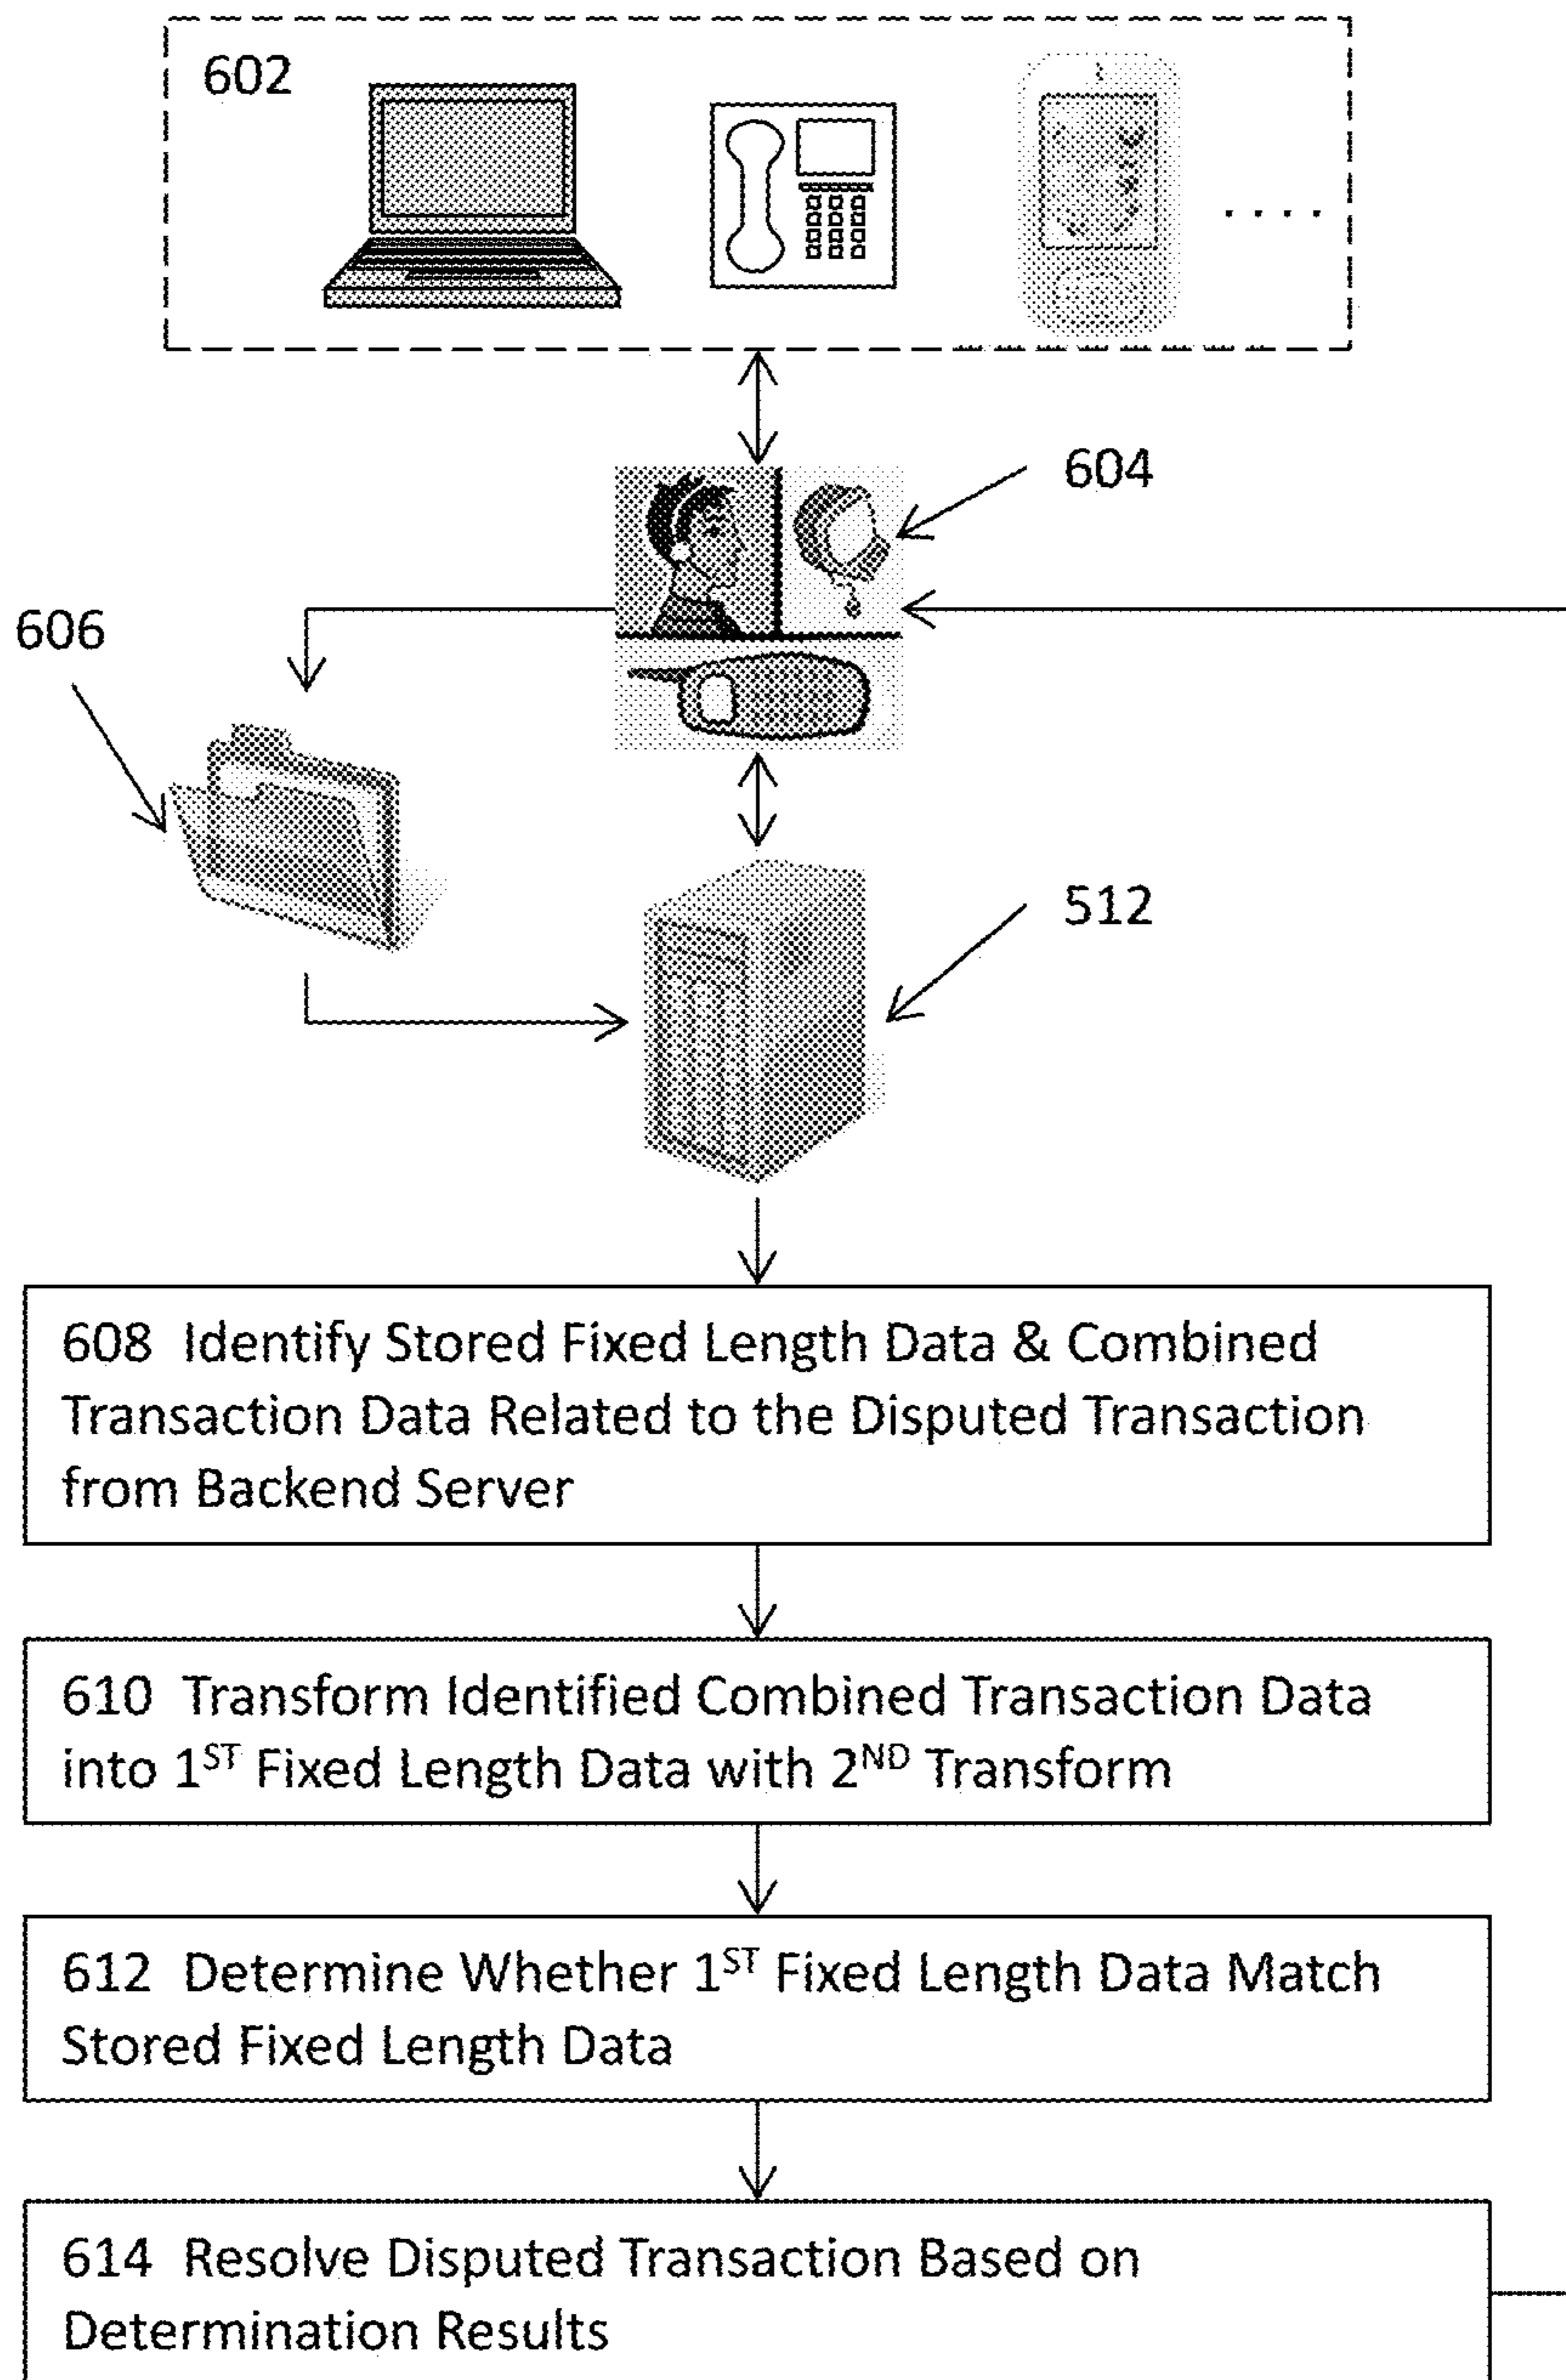 602
604
606
512
608 Identify Stored Fixed Length Data & Combined
Transaction Data Related to the Disputed Transaction
from Backend Server
610 Transform Identified Combined Transaction Data
into 1ST Fixed Length Data with 2ND Transform
612 Determine Whether 1ST Fixed Length Data Match
Stored Fixed Length Data
614 Resolve Disputed Transaction Based on
Determination Results